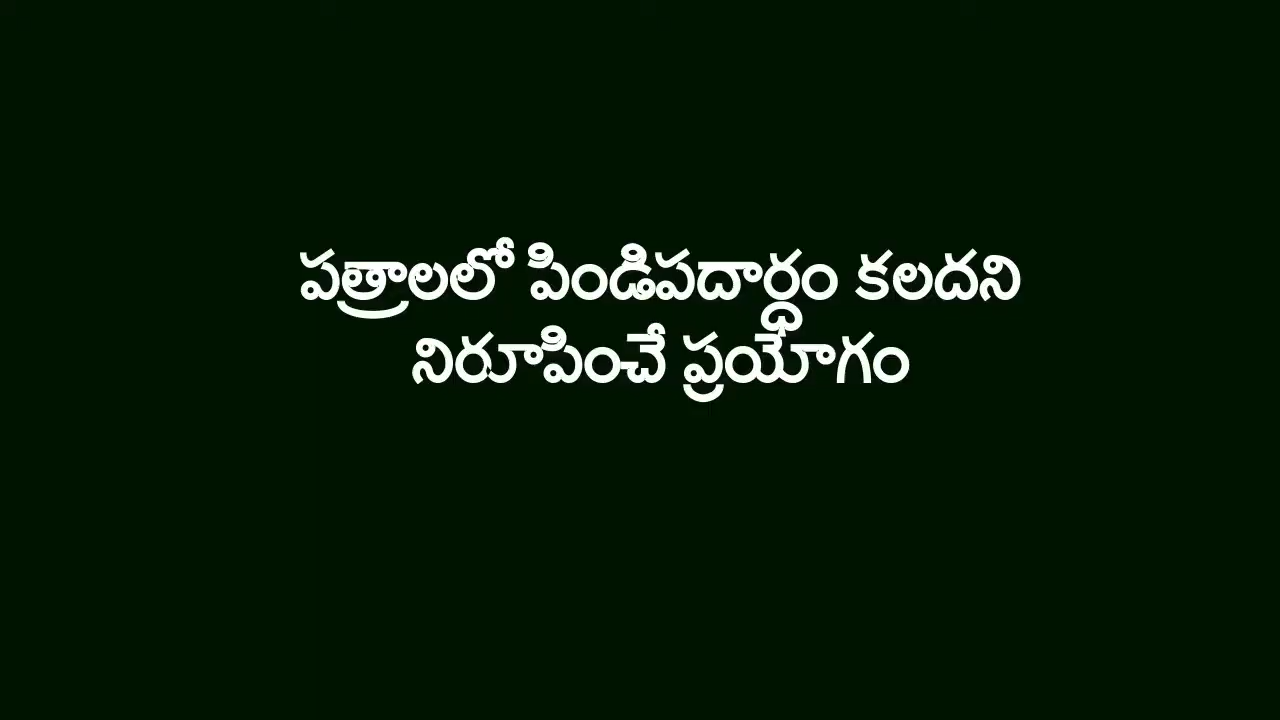 పత్రాలలో పిండిపదార్ధం కలదని
నిరూపించే ప్రయోగం